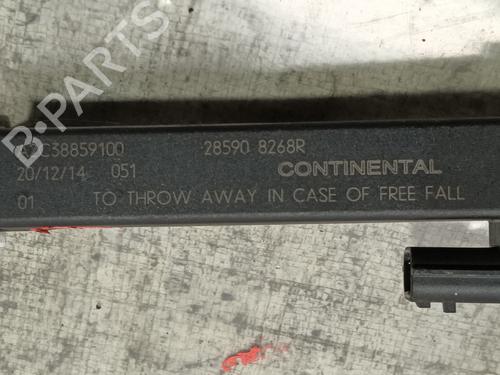 C38859100 28590 8268R
20/12/14 051 CONTINENTAL
01 TO THROW AWAY IN CASE OF FREE FALL
B-PARTS